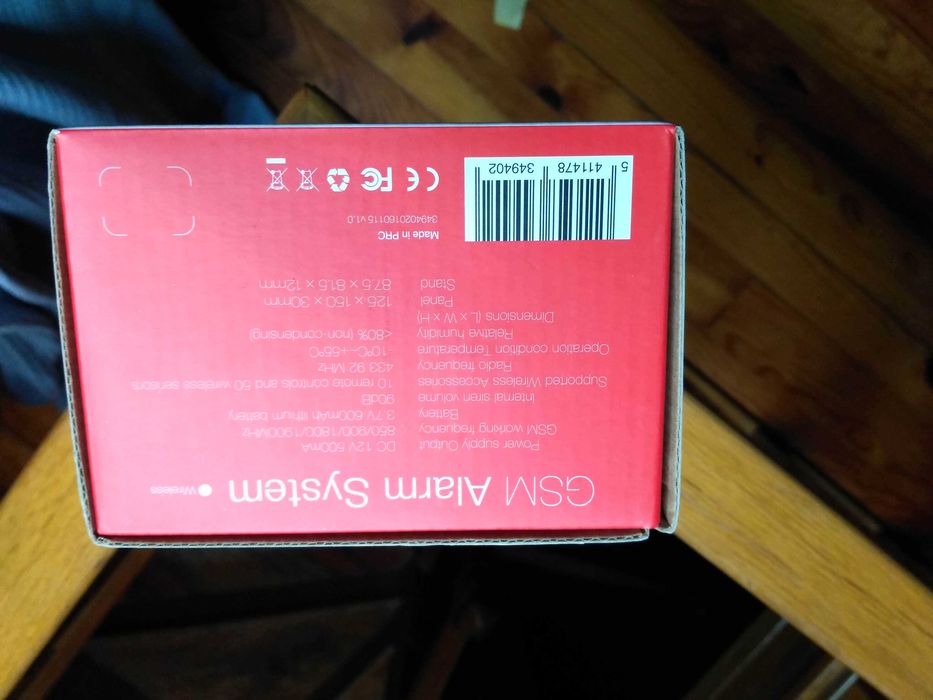 GSM Alarm System • Wireless
Power supply Output DC 12V 500mA
GSM working frequency 850/900/1800/1900MHz
Battery 3.7V 600mAh lithium battery
Internal siren volume 90dB
Supported Wireless Accessories 10 remote controls and 50 wireless sensors
Radio frequency 433.92 MHz
Operation condition Temperature -10°C~+55°C
Relative humidity <80% (non-condensing)
Dimensions (L x W x H)
Panel 125 x 150 x 30mm
Stand 87.5 x 81.5 x 12mm
Made in PRC
3494020160115 v1.0
CE FC
5 411478 349402